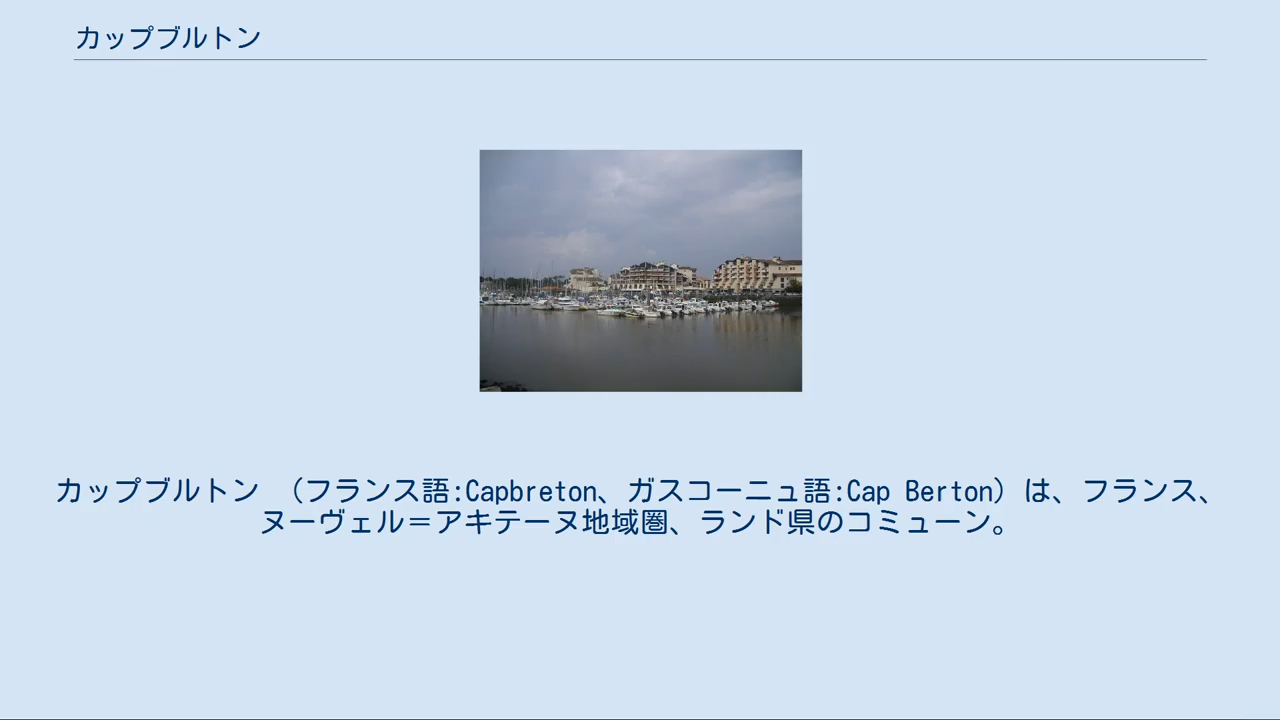 カップブルトン
カップブルトン （フランス語:Capbreton、ガスコーニュ語:Cap Berton）は、フランス、
ヌーヴェル＝アキテーヌ地域圏、ランド県のコミューン。